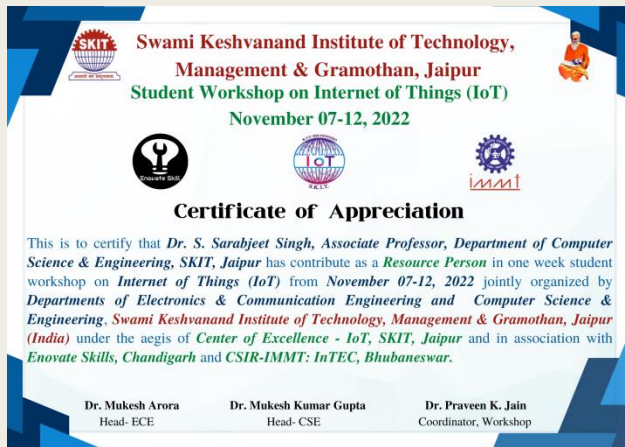 SKIT
Swami Keshvanand Institute of Technology,
Management & Gramothan, Jaipur
Student Workshop on Internet of Things (IoT)
November 07-12, 2022
Enovate Skill
IoT
S.K.I.T.
immt
Certificate of Appreciation
This is to certify that Dr. S. Sarabjeet Singh, Associate Professor, Department of Computer
Science & Engineering, SKIT, Jaipur has contribute as a Resource Person in one week student
workshop on Internet of Things (IoT) from November 07-12, 2022 jointly organized by
Departments of Electronics & Communication Engineering and Computer Science &
Engineering, Swami Keshvanand Institute of Technology, Management & Gramothan, Jaipur
(India) under the aegis of Center of Excellence - IoT, SKIT, Jaipur and in association with
Enovate Skills, Chandigarh and CSIR-IMMT: InTEC, Bhubaneswar.
Dr. Mukesh Arora Dr. Mukesh Kumar Gupta Dr. Praveen K. Jain
Head- ECE Head- CSE Coordinator, Workshop